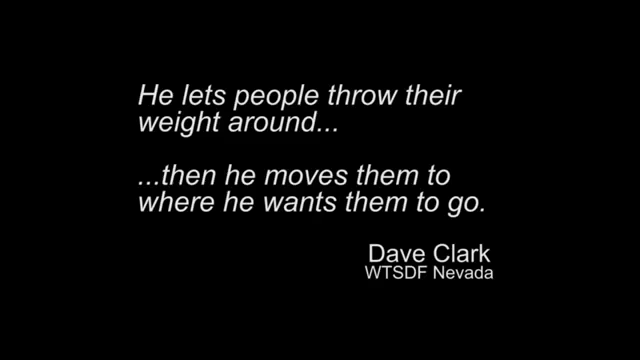 He lets people throw their
weight around...
...then he moves them to
where he wants them to go.
Dave Clark
WTSDF Nevada